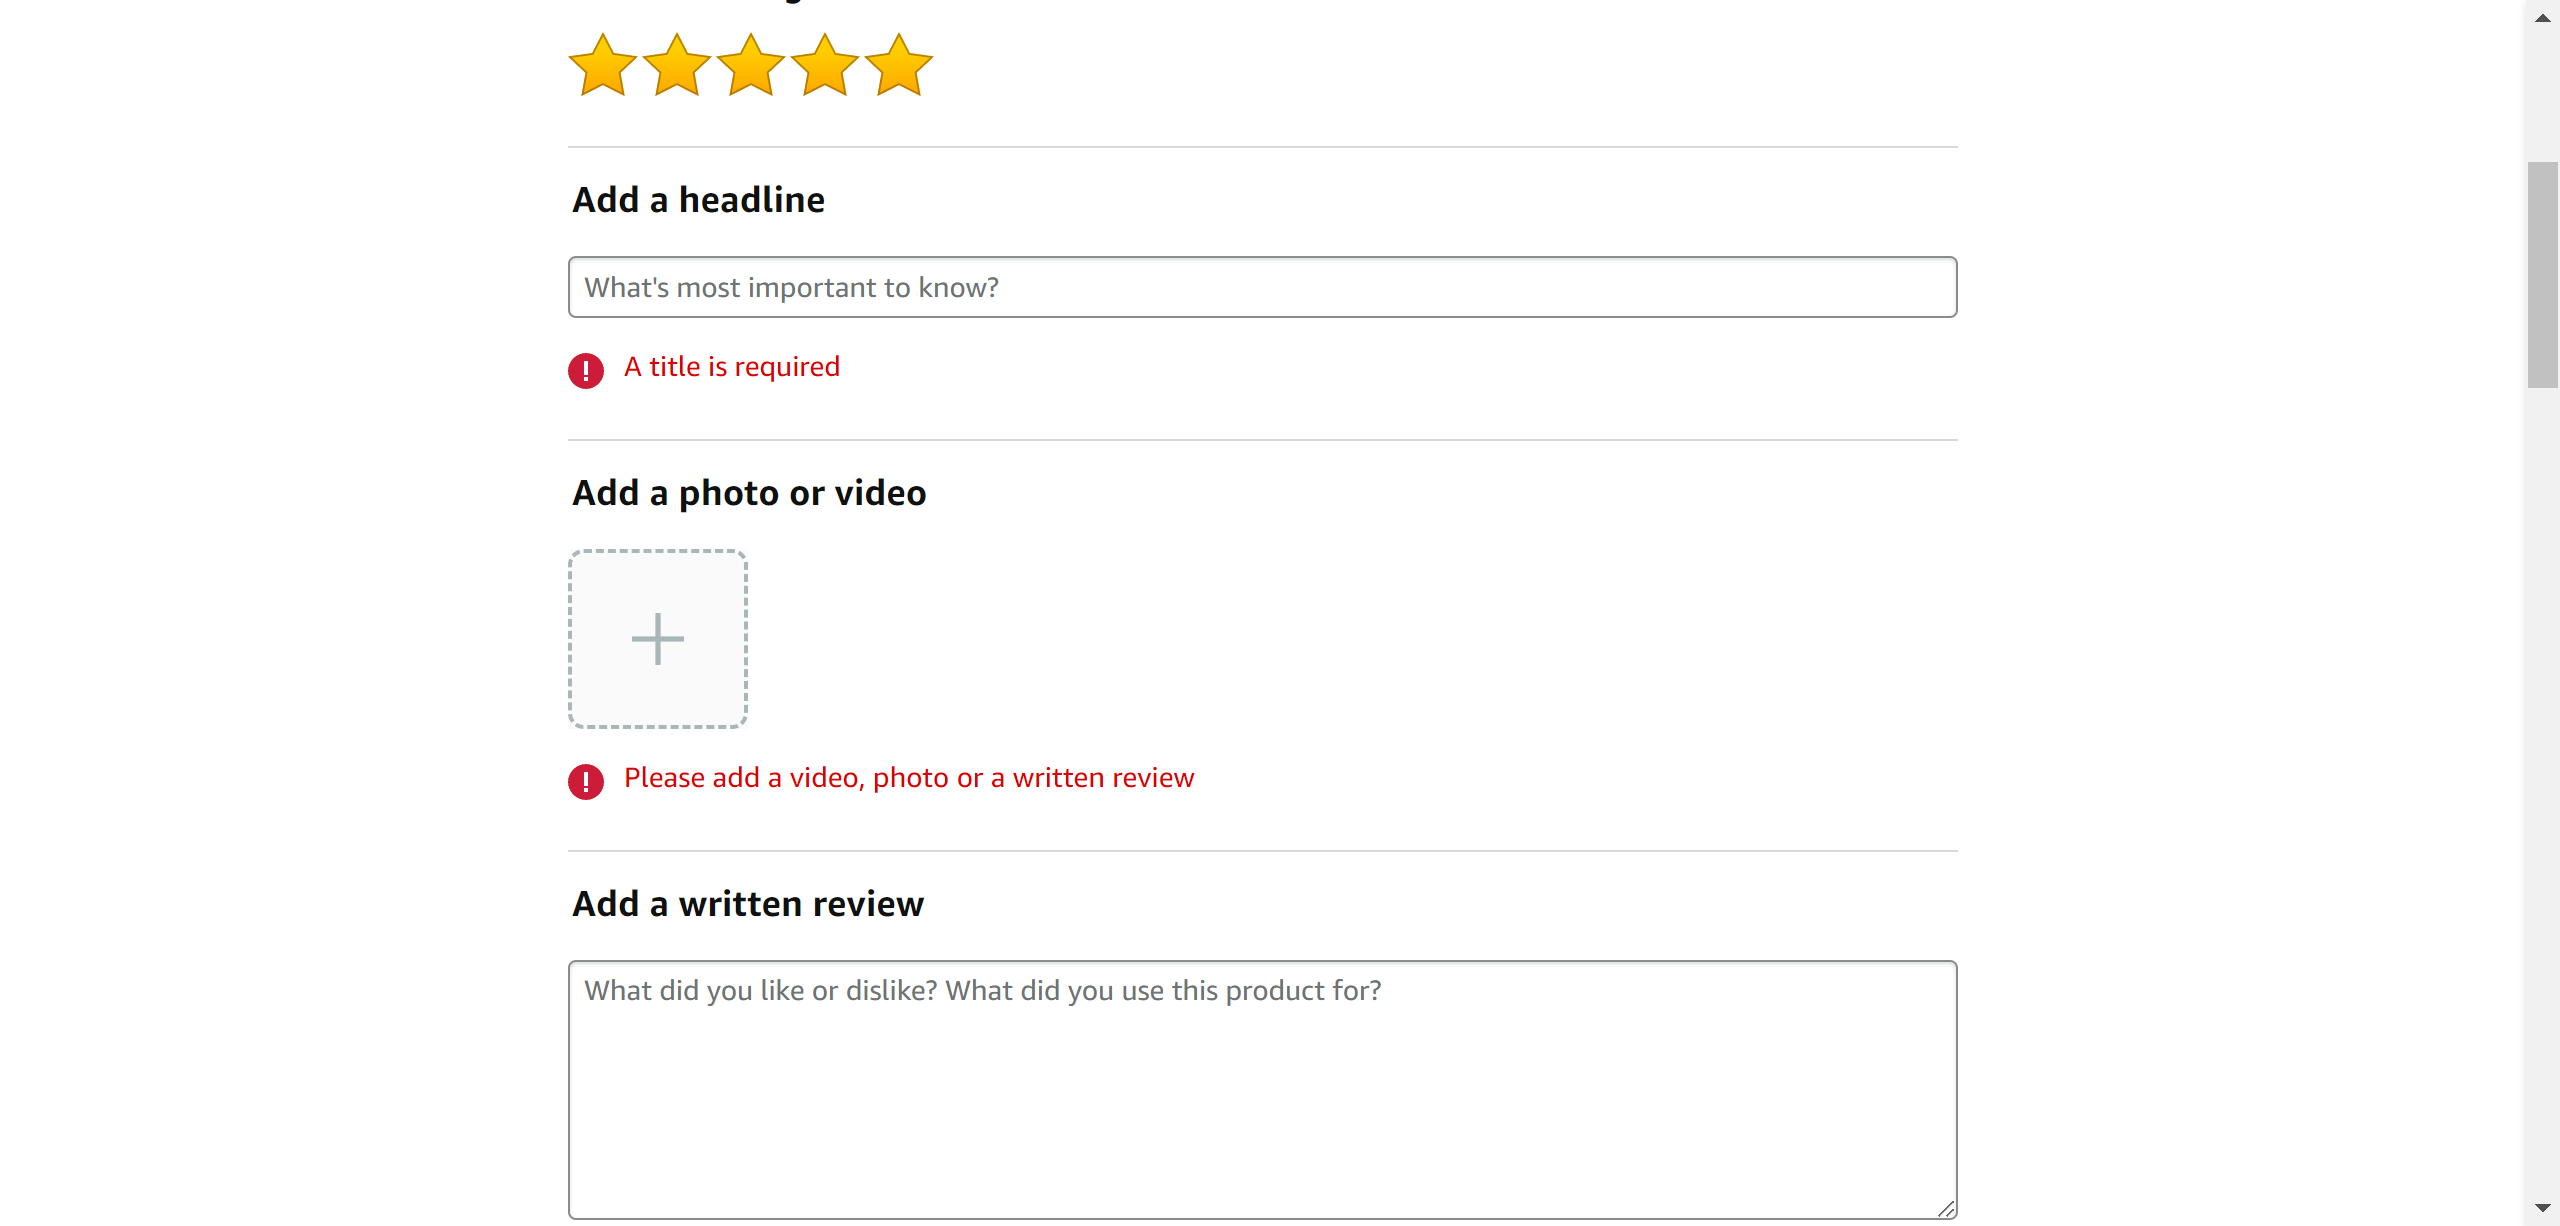 Add a headline
What's most important to know?
A title is required
Add a photo or video
Please add a video, photo or a written review
Add a written review
What did you like or dislike? What did you use this product for?